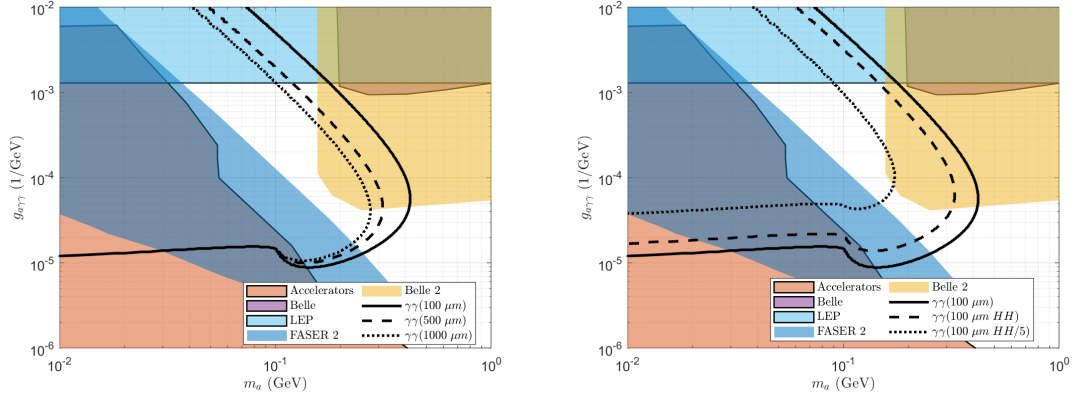 10^-2
10^-3
10^-4
10^-5
10^-6
g_aγγ (1/GeV)
10^-2
10^-1
10^0
m_a (GeV)
Accelerators
Belle
LEP
FASER 2
Belle 2
γγ(100 μm)
γγ(500 μm)
γγ(1000 μm)
10^-2
10^-3
10^-4
10^-5
10^-6
g_aγγ (1/GeV)
10^-2
10^-1
10^0
m_a (GeV)
Accelerators
Belle
LEP
FASER 2
Belle 2
γγ(100 μm)
γγ(100 μm HH)
γγ(100 μm HH/5)